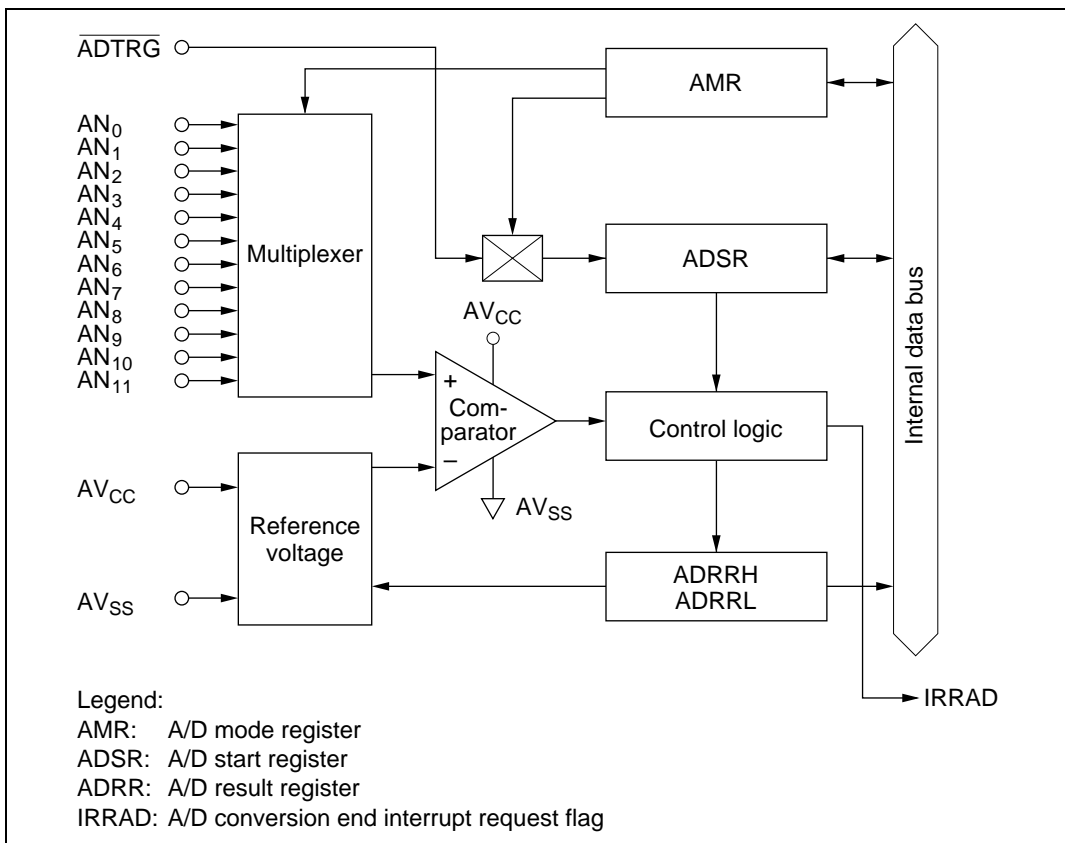 ADTRG
AMR
AN0
AN1
AN2
AN3
AN4
AN5
AN6
AN7
AN8
AN9
AN10
AN11
Multiplexer
ADSR
Internal data bus
AVCC
+
Com-
parator
−
AVSS
Control logic
AVCC
AVSS
Reference
voltage
ADRRH
ADRRL
IRRAD
Legend:
AMR: A/D mode register
ADSR: A/D start register
ADRR: A/D result register
IRRAD: A/D conversion end interrupt request flag